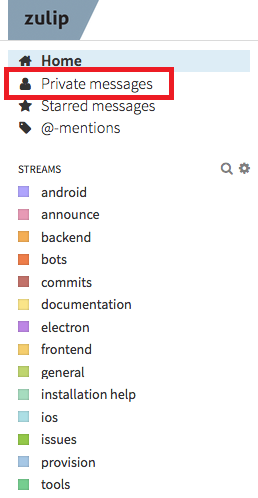 zulip
Home
Private messages
Starred messages
@-mentions
STREAMS
android
announce
backend
bots
commits
documentation
electron
frontend
general
installation help
ios
issues
provision
tools